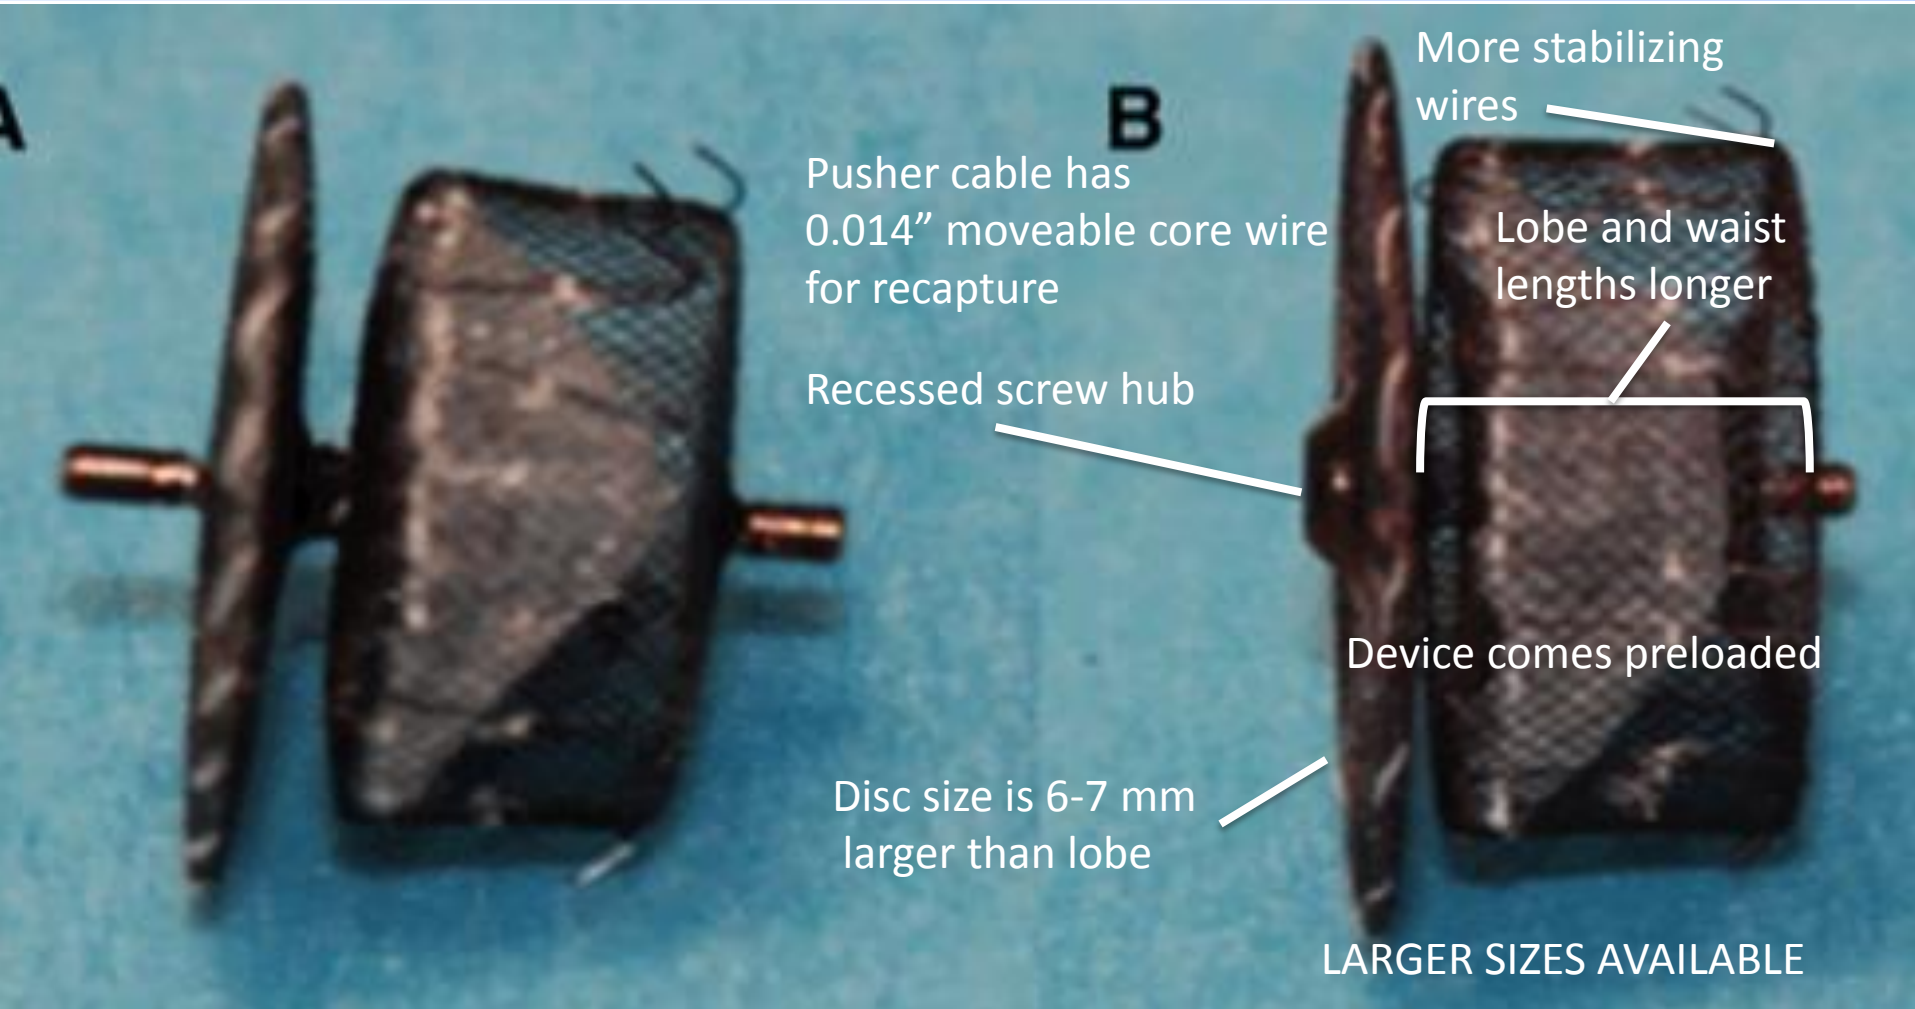 A
B
More stabilizing
wires
Pusher cable has
0.014” moveable core wire
for recapture
Lobe and waist
lengths longer
Recessed screw hub
Device comes preloaded
Disc size is 6-7 mm
larger than lobe
LARGER SIZES AVAILABLE